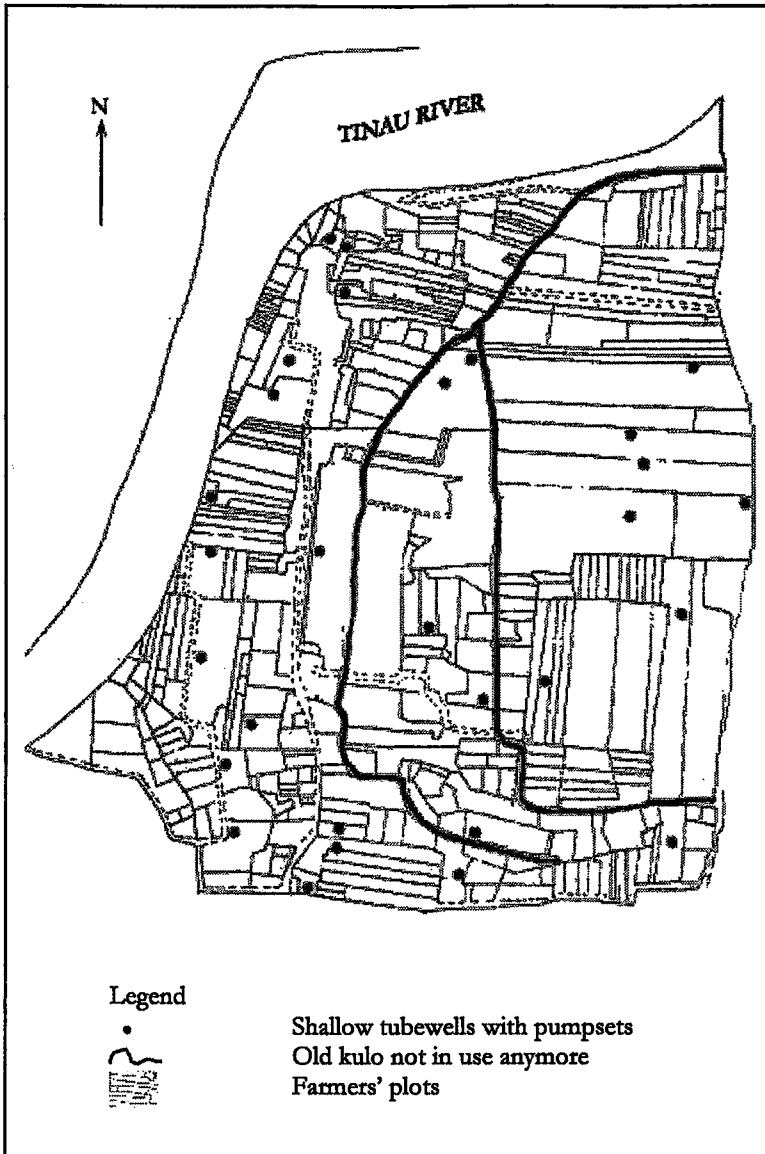 N
TINAU RIVER
Legend
Shallow tubewells with pumpsets
Old kulo not in use anymore
Farmers' plots